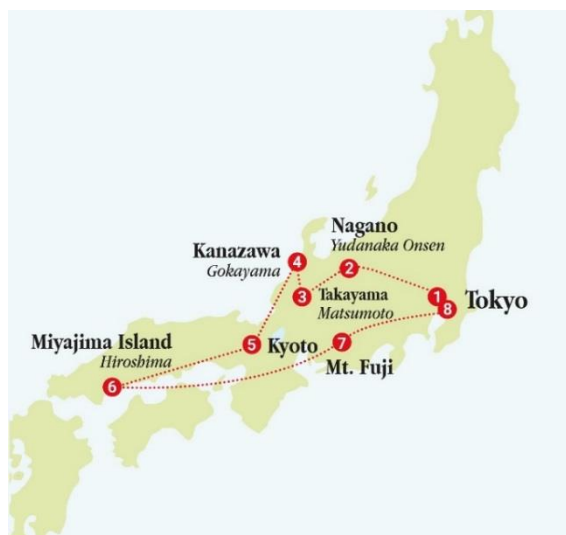 Nagano
Yudanaka Onsen
Kanazawa
Gokayama
4
2
3
Takayama
Matsumoto
1
8
Tokyo
Miyajima Island
Hiroshima
5
Kyoto
7
Mt. Fuji
6